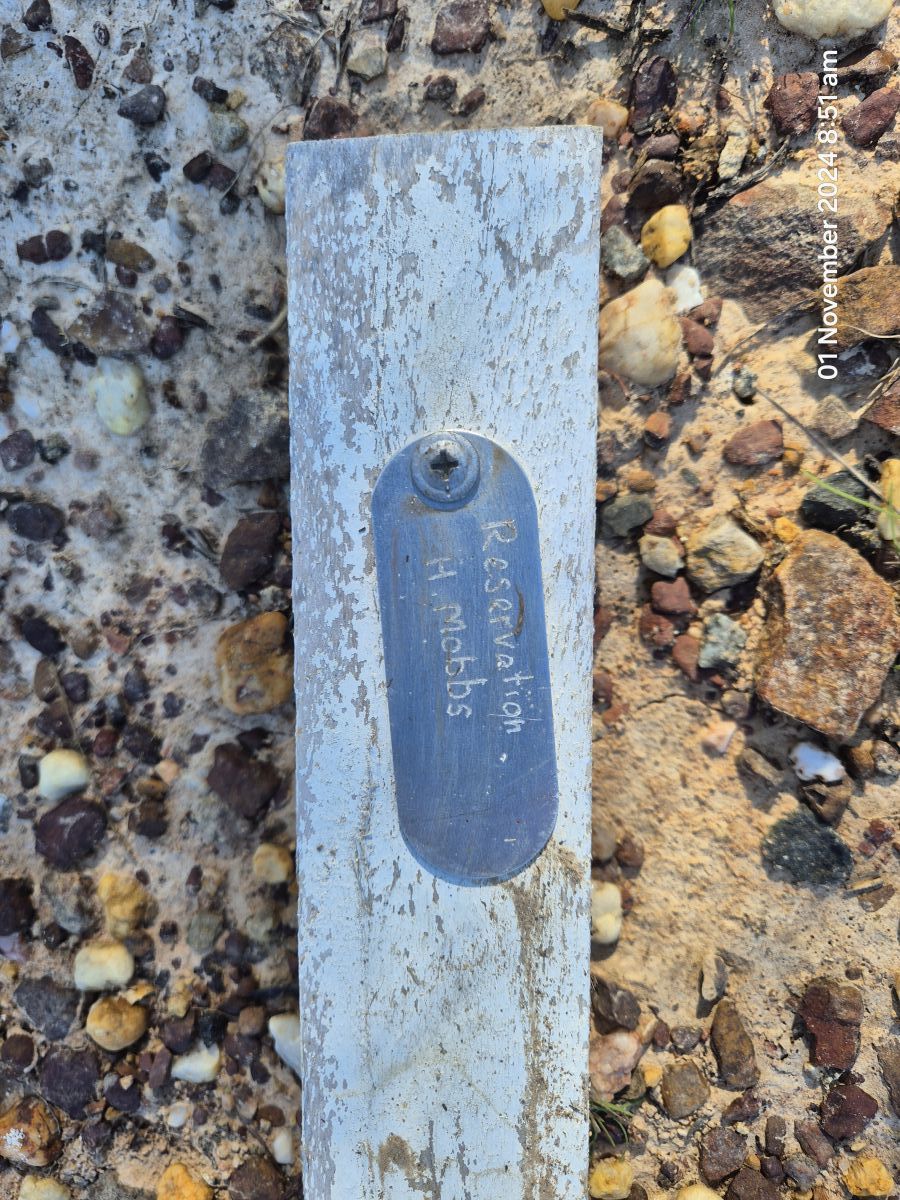 Reservation.
H. Mobbs
01 November 2024 8:51 am